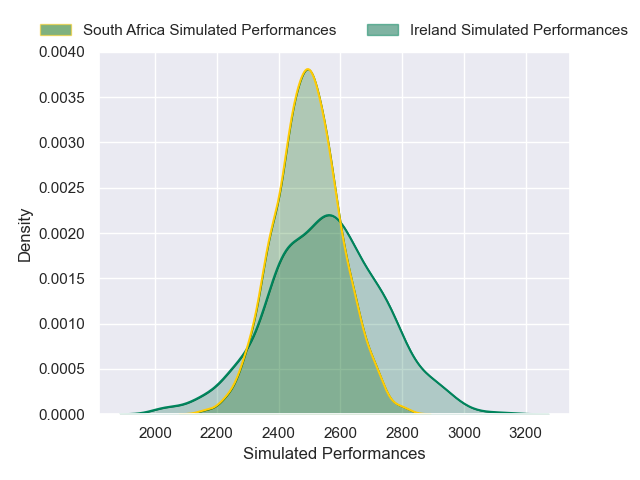 South Africa Simulated Performances
Ireland Simulated Performances
0.0040
0.0035
0.0030
0.0025
0.0020
0.0015
0.0010
0.0005
0.0000
Density
2000 2200 2400 2600 2800 3000 3200
Simulated Performances